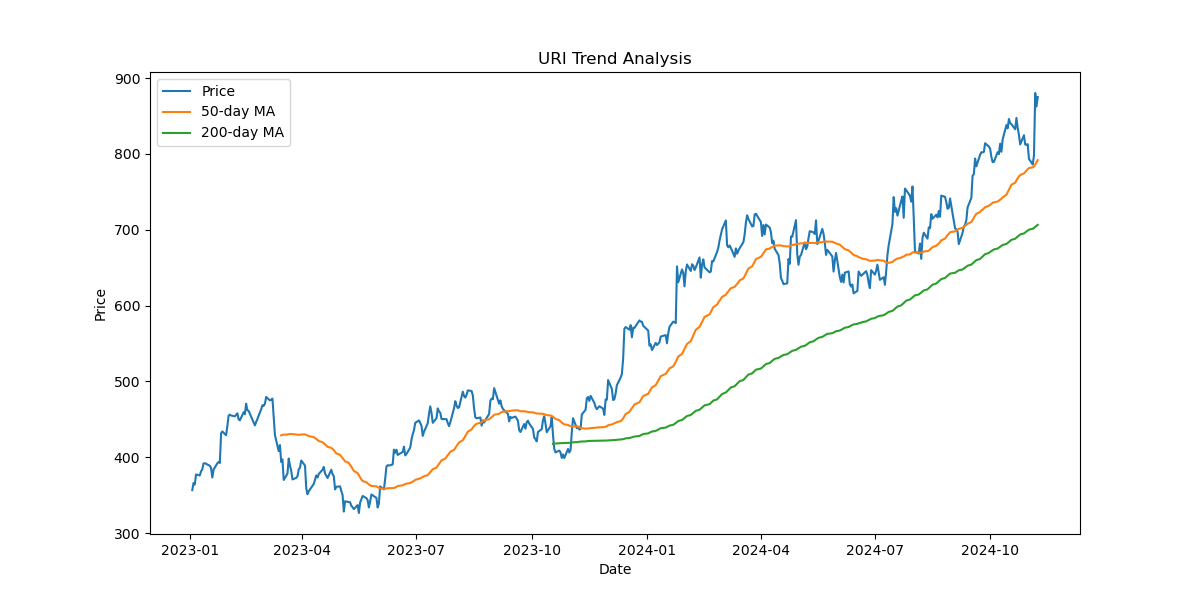 URI Trend Analysis
Price
50-day MA
200-day MA
900
800
700
600
500
400
300
Price
2023-01
2023-04
2023-07
2023-10
2024-01
2024-04
2024-07
2024-10
Date